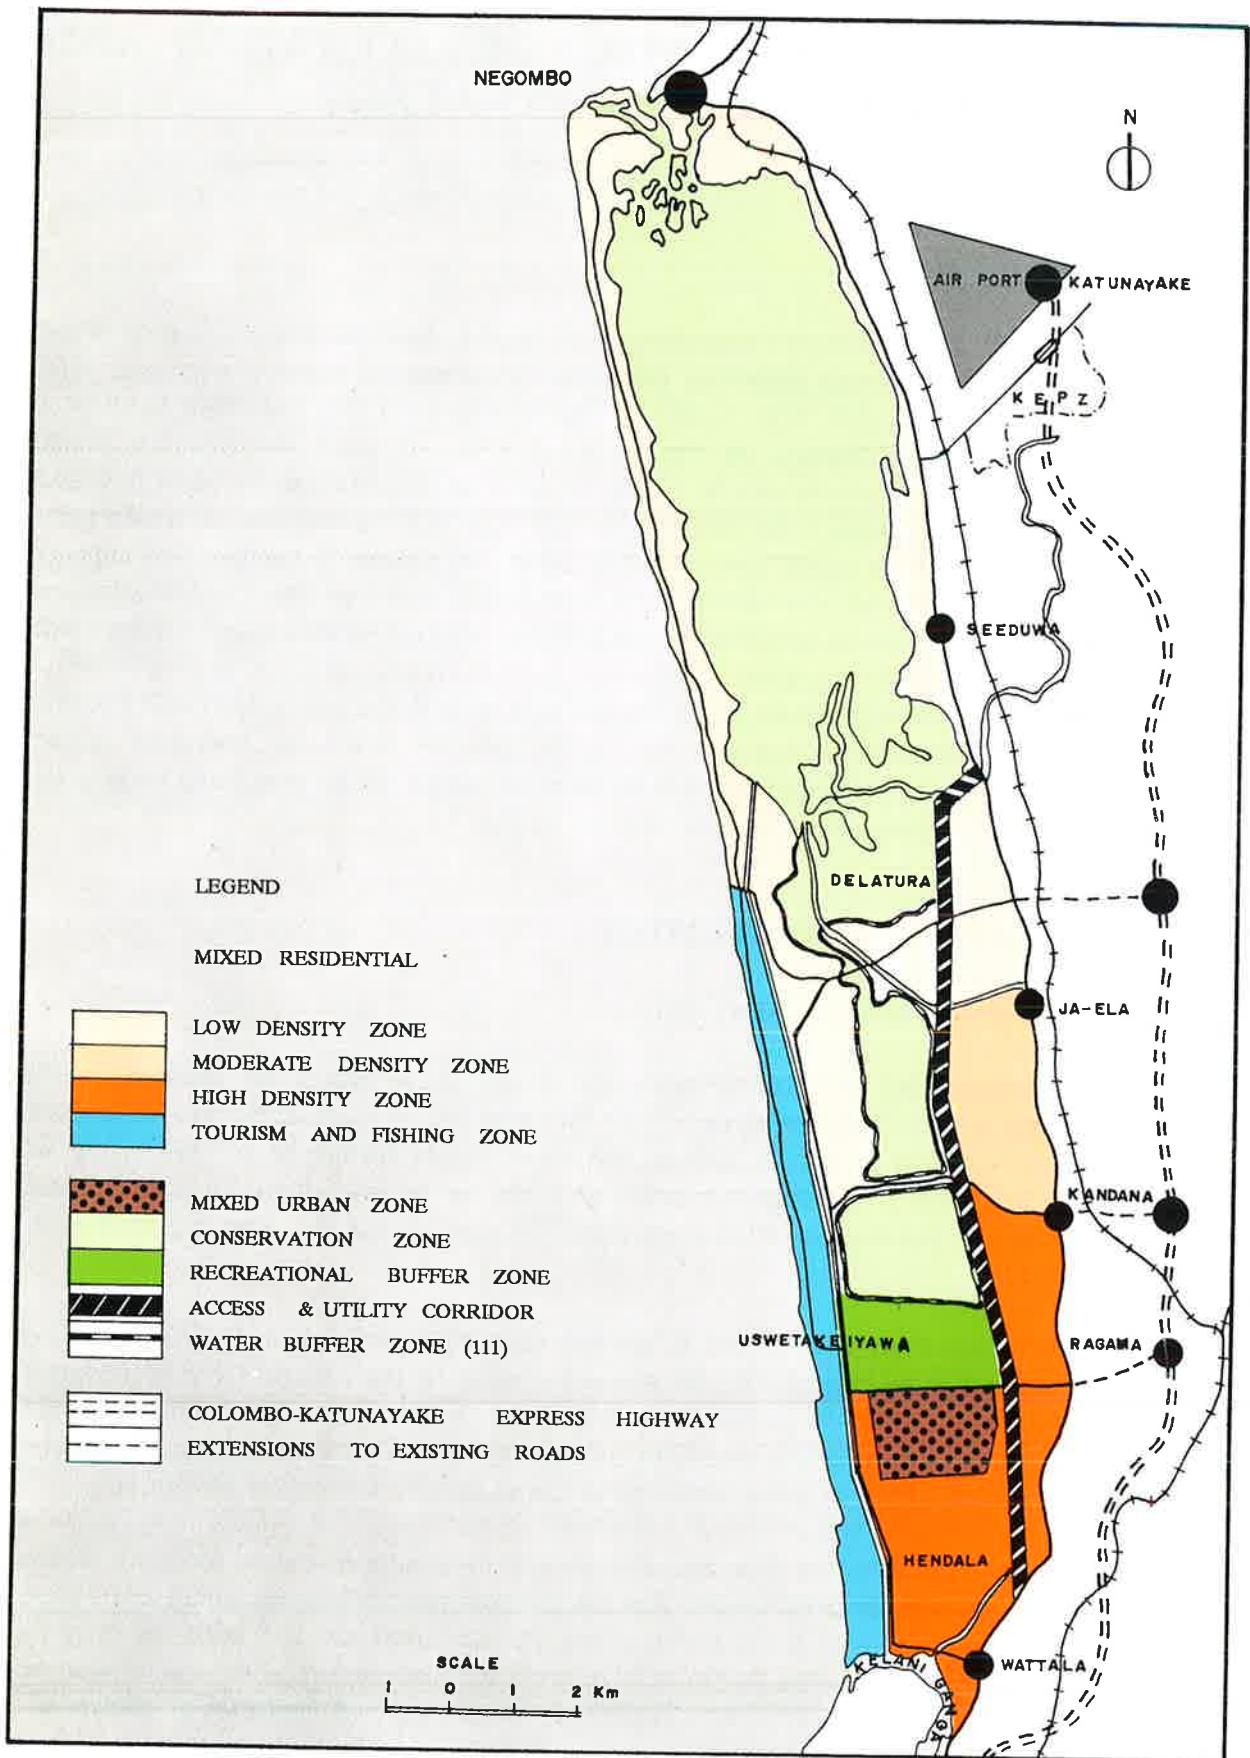 NEGOMBO
N
AIR PORT
KATUNAYAKE
KEPZ
SEEDUWA
DELATURA
JA-ELA
KANDANA
USWETAKEIYAWA
RAGAMA
HENDALA
WATTALA
KELANI GANGA
LEGEND
MIXED RESIDENTIAL
LOW DENSITY ZONE
MODERATE DENSITY ZONE
HIGH DENSITY ZONE
TOURISM AND FISHING ZONE
MIXED URBAN ZONE
CONSERVATION ZONE
RECREATIONAL BUFFER ZONE
ACCESS & UTILITY CORRIDOR
WATER BUFFER ZONE (111)
COLOMBO-KATUNAYAKE EXPRESS HIGHWAY
EXTENSIONS TO EXISTING ROADS
SCALE
1 0 1 2 Km